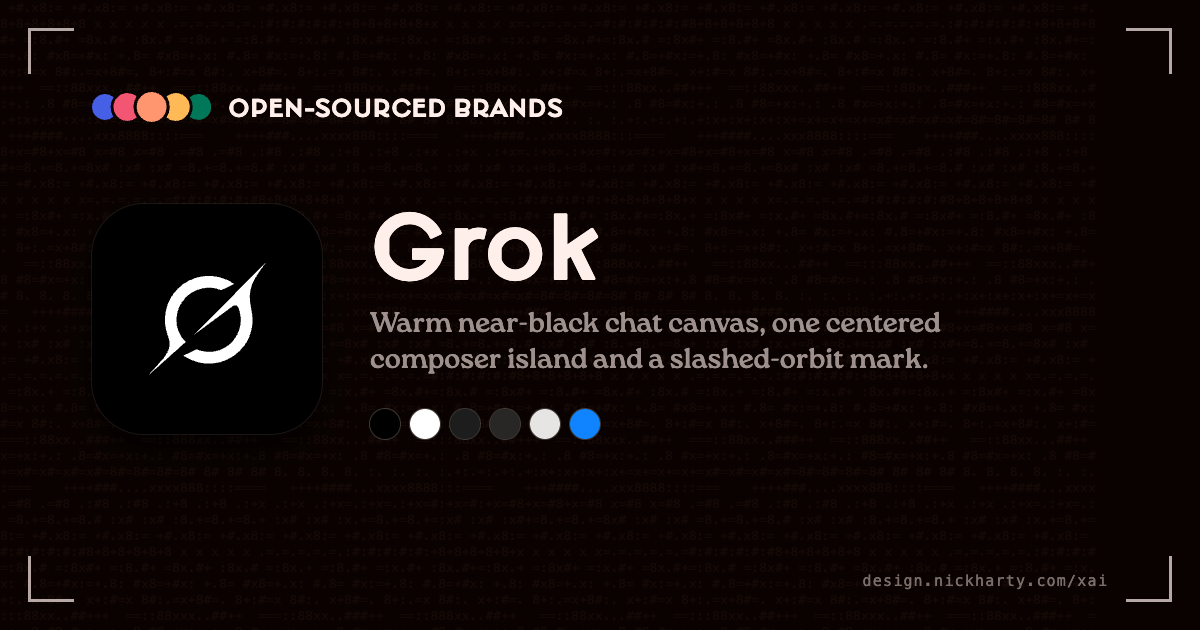 OPEN-SOURCED BRANDS
Grok
Warm near-black chat canvas, one centered
composer island and a slashed-orbit mark.
design.nickharty.com/xai